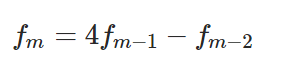 f_m = 4f_{m-1} − f_{m-2}